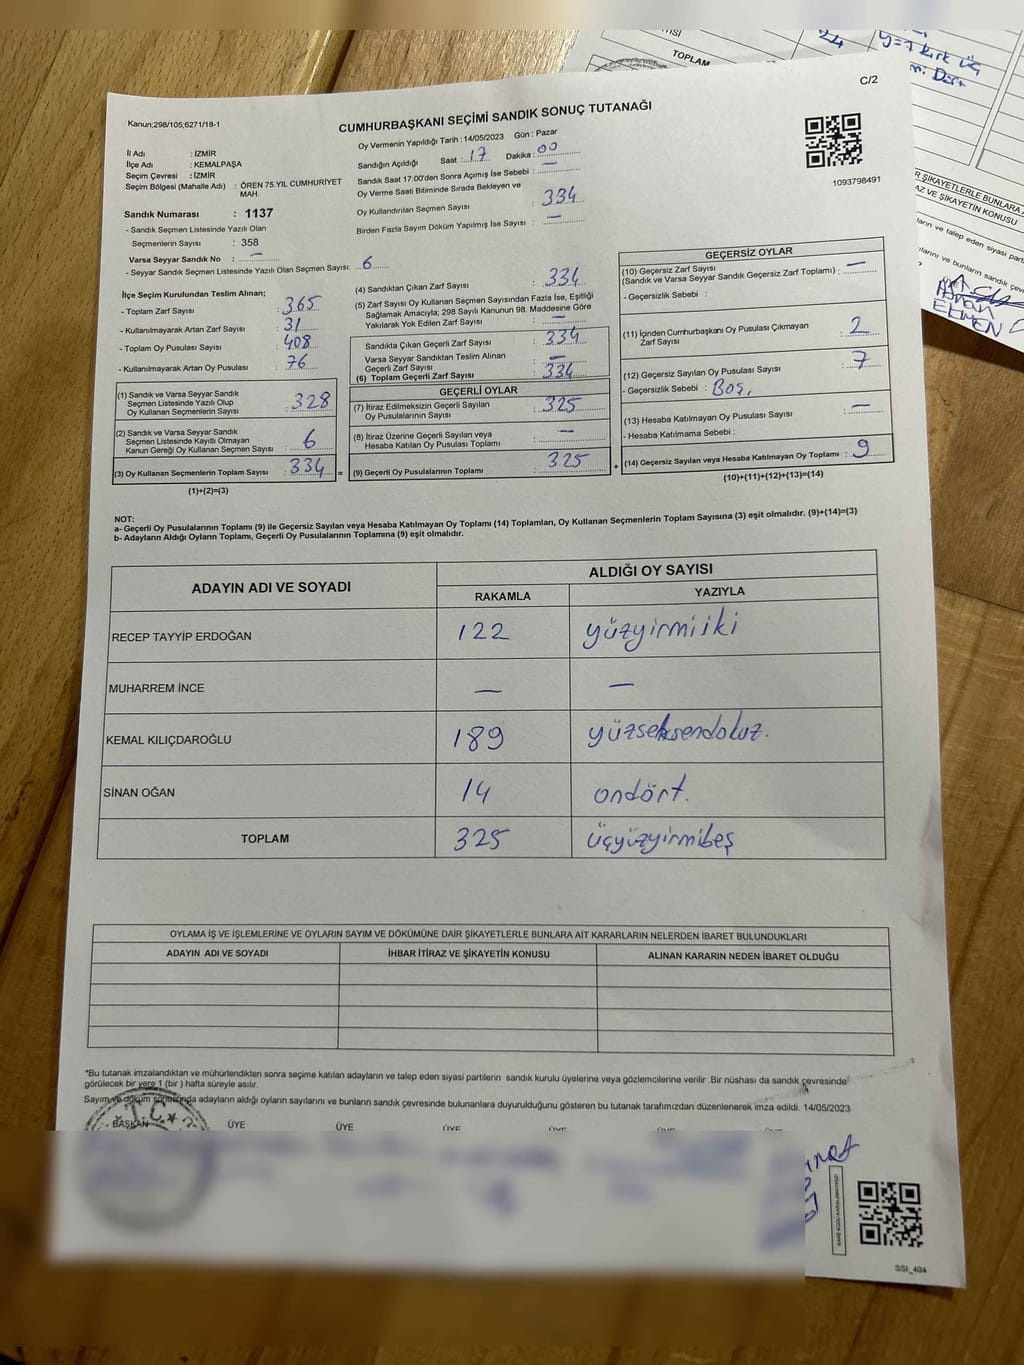 TOPLAM
24
C/2
Kanun;298/105;6271/18-1
CUMHURBAŞKANI SEÇİMİ SANDIK SONUÇ TUTANAĞI
Oy Vermenin Yapıldığı Tarih : 14/05/2023 Gün : Pazar
İl Adı : İZMİR
İlçe Adı : KEMALPAŞA
Seçim Çevresi : İZMİR
Seçim Bölgesi (Mahalle Adı) : ÖREN 75.YIL CUMHURİYET
MAH.
Sandığın Açıldığı Saat : 17 Dakika : 00
Sandık Saat 17:00'den Sonra Açımış İse Sebebi : —
Oy Verme Saati Bitiminde Sırada Bekleyen ve
Oy Kullandırılan Seçmen Sayısı : 334
Birden Fazla Sayım Döküm Yapılmış İse Sayısı : —
1093798491
Sandık Numarası : 1137
- Sandık Seçmen Listesinde Yazılı Olan
Seçmenlerin Sayısı : 358
Varsa Seyyar Sandık No : —
- Seyyar Sandık Seçmen Listesinde Yazılı Olan Seçmen Sayısı: 6
İlçe Seçim Kurulundan Teslim Alınan;
- Toplam Zarf Sayısı : 365
- Kullanılmayarak Artan Zarf Sayısı : 31
- Toplam Oy Pusulası Sayısı : 408
- Kullanılmayarak Artan Oy Pusulası : 76
(1) Sandık ve Varsa Seyyar Sandık
Seçmen Listesinde Yazılı Olup
Oy Kullanan Seçmenlerin Sayısı : 328
(2) Sandık ve Varsa Seyyar Sandık
Seçmen Listesinde Kayıtlı Olmayan
Kanun Gereği Oy Kullanan Seçmen Sayısı : 6
(3) Oy Kullanan Seçmenlerin Toplam Sayısı : 334
(1)+(2)=(3)
(4) Sandıktan Çıkan Zarf Sayısı : 334
(5) Zarf Sayısı Oy Kullanan Seçmen Sayısından Fazla İse, Eşitliği
Sağlamak Amacıyla; 298 Sayılı Kanunun 98. Maddesine Göre
Yakılarak Yok Edilen Zarf Sayısı : —
Sandıkta Çıkan Geçerli Zarf Sayısı : 334
Varsa Seyyar Sandıktan Teslim Alınan
Geçerli Zarf Sayısı : —
(6) Toplam Geçerli Zarf Sayısı : 334
GEÇERLİ OYLAR
(7) İtiraz Edilmeksizin Geçerli Sayılan
Oy Pusulalarının Sayısı : 325
(8) İtiraz Üzerine Geçerli Sayılan veya
Hesaba Katılan Oy Pusulası Toplamı : —
(9) Geçerli Oy Pusulalarının Toplamı : 325
GEÇERSİZ OYLAR
(10) Geçersiz Zarf Sayısı
(Sandık ve Varsa Seyyar Sandık Geçersiz Zarf Toplamı) : —
- Geçersizlik Sebebi :
(11) İçinden Cumhurbaşkanı Oy Pusulası Çıkmayan
Zarf Sayısı : 2
(12) Geçersiz Sayılan Oy Pusulası Sayısı : 7
- Geçersizlik Sebebi : Boş,
(13) Hesaba Katılmayan Oy Pusulası Sayısı : —
- Hesaba Katılmama Sebebi :
(14) Geçersiz Sayılan veya Hesaba Katılmayan Oy Toplamı : 9
(10)+(11)+(12)+(13)=(14)
NOT:
a- Geçerli Oy Pusulalarının Toplamı (9) ile Geçersiz Sayılan veya Hesaba Katılmayan Oy Toplamı (14) Toplamları, Oy Kullanan Seçmenlerin Toplam Sayısına (3) eşit olmalıdır. (9)+(14)=(3)
b- Adayların Aldığı Oyların Toplamı, Geçerli Oy Pusulalarının Toplamına (9) eşit olmalıdır.
ADAYIN ADI VE SOYADI ALDIĞI OY SAYISI
RAKAMLA YAZIYLA
RECEP TAYYİP ERDOĞAN 122 yüzyirmiiki
MUHARREM İNCE — —
KEMAL KILIÇDAROĞLU 189 yüzseksendokuz.
SİNAN OĞAN 14 ondört.
TOPLAM 325 üçyüzyirmibeş
OYLAMA İŞ VE İŞLEMLERİNE VE OYLARIN SAYIM VE DÖKÜMÜNE DAİR ŞİKAYETLERLE BUNLARA AİT KARARLARIN NELERDEN İBARET BULUNDUKLARI
ADAYIN ADI VE SOYADI İHBAR İTİRAZ VE ŞİKAYETİN KONUSU ALINAN KARARIN NEDEN İBARET OLDUĞU
*Bu tutanak imzalandıktan ve mühürlendikten sonra seçime katılan adayların ve talep eden siyasi partilerin sandık kurulu üyelerine veya gözlemcilerine verilir .Bir nüshası da sandık çevresinde
görülecek bir yere 1 (bir ) hafta süreyle asılır.
Sayım ve döküm sonucunda adayların aldığı oyların sayılarını ve bunların sandık çevresinde bulunanlara duyurulduğunu gösteren bu tutanak tarafımızdan düzenlenerek imza edildi. 14/05/2023
BAŞKAN ÜYE ÜYE ÜYE ÜYE ÜYE ÜYE
T.C.
SSI_404